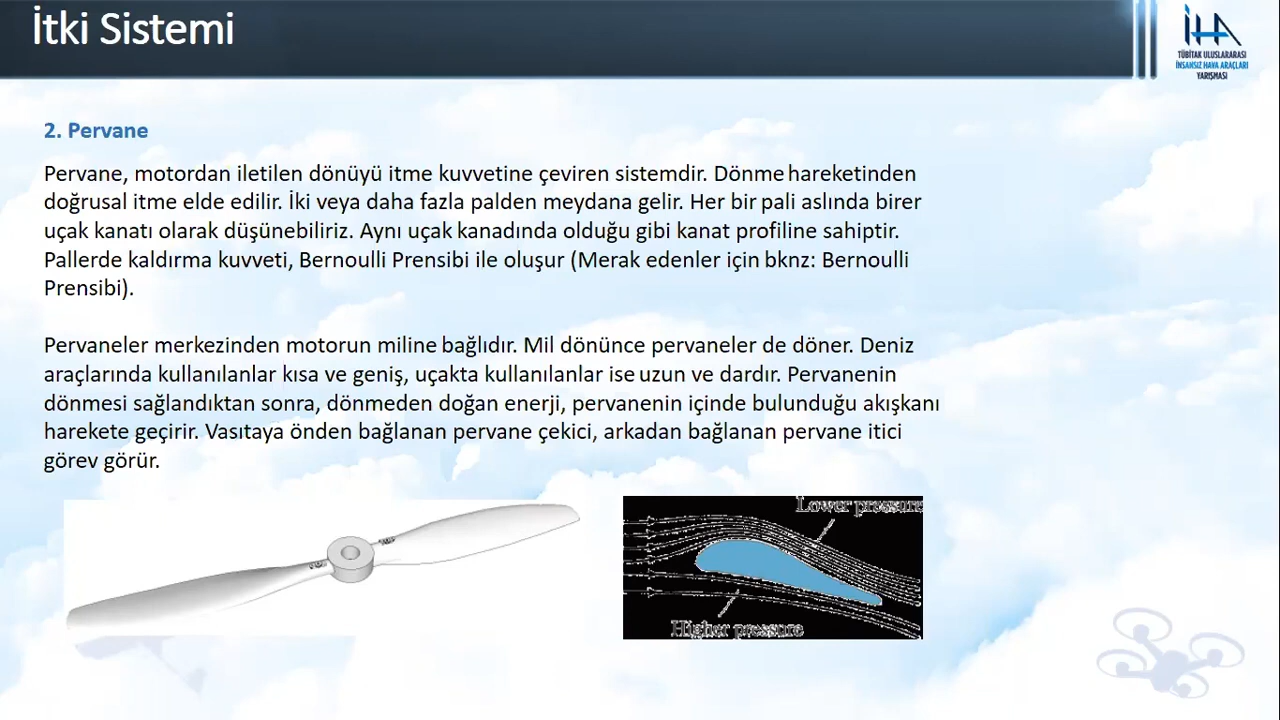 İtki Sistemi
İHA
TÜBİTAK ULUSLARARASI
İNSANSIZ HAVA ARAÇLARI
YARIŞMASI
2. Pervane
Pervane, motordan iletilen dönüyü itme kuvvetine çeviren sistemdir. Dönme hareketinden
doğrusal itme elde edilir. İki veya daha fazla palden meydana gelir. Her bir pali aslında birer
uçak kanatı olarak düşünebiliriz. Aynı uçak kanadında olduğu gibi kanat profiline sahiptir.
Pallerde kaldırma kuvveti, Bernoulli Prensibi ile oluşur (Merak edenler için bknz: Bernoulli
Prensibi).
Pervaneler merkezinden motorun miline bağlıdır. Mil dönünce pervaneler de döner. Deniz
araçlarında kullanılanlar kısa ve geniş, uçakta kullanılanlar ise uzun ve dardır. Pervanenin
dönmesi sağlandıktan sonra, dönmeden doğan enerji, pervanenin içinde bulunduğu akışkanı
harekete geçirir. Vasıtaya önden bağlanan pervane çekici, arkadan bağlanan pervane itici
görev görür.
Lower pressure
Higher pressure